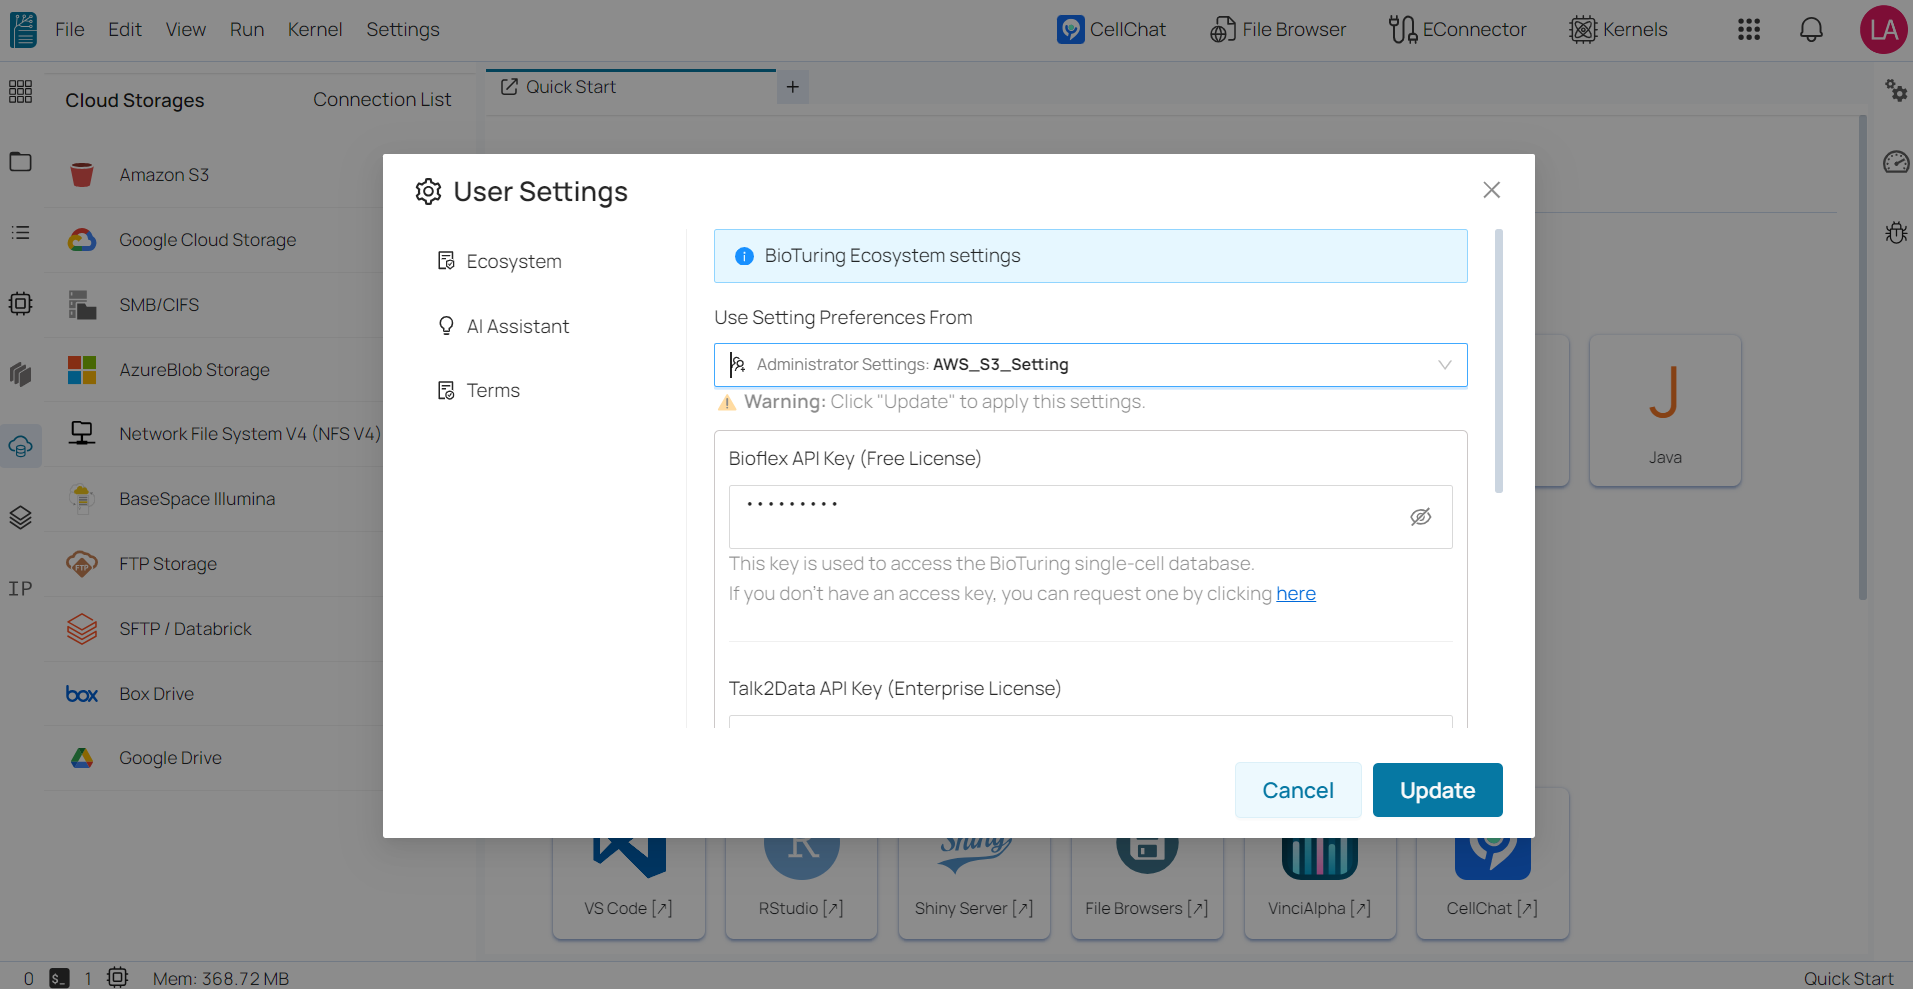 File Edit View Run Kernel Settings
CellChat File Browser EConnector Kernels
LA
Cloud Storages Connection List
Quick Start +
Amazon S3
Google Cloud Storage
SMB/CIFS
AzureBlob Storage
Network File System V4 (NFS V4)
BaseSpace Illumina
FTP
FTP Storage
SFTP / Databrick
box Box Drive
Google Drive
IP
User Settings
Ecosystem
AI Assistant
Terms
BioTuring Ecosystem settings
Use Setting Preferences From
Administrator Settings: AWS_S3_Setting
Warning: Click "Update" to apply this settings.
Bioflex API Key (Free License)
•••••••••
This key is used to access the BioTuring single-cell database.
If you don't have an access key, you can request one by clicking here
Talk2Data API Key (Enterprise License)
Cancel Update
J
Java
R
Shiny
VS Code [↗] RStudio [↗] Shiny Server [↗] File Browsers [↗] VinciAlpha [↗] CellChat [↗]
0 $_ 1 Mem: 368.72 MB
Quick Start